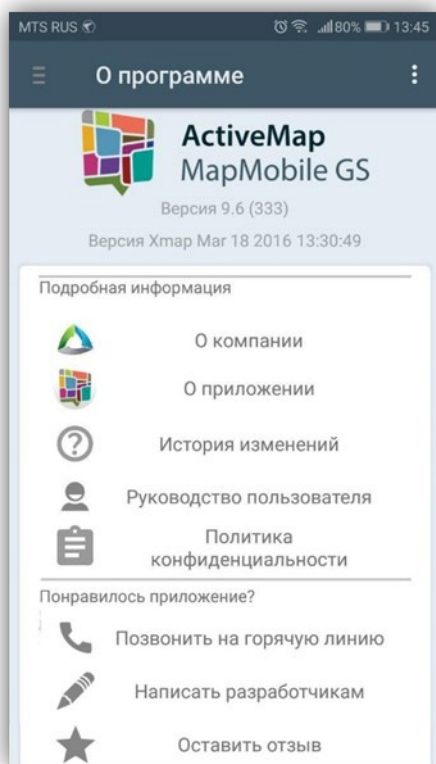 MTS RUS 80% 13:45
О программе
ActiveMap
MapMobile GS
Версия 9.6 (333)
Версия Xmap Mar 18 2016 13:30:49
Подробная информация
О компании
О приложении
История изменений
Руководство пользователя
Политика
конфиденциальности
Понравилось приложение?
Позвонить на горячую линию
Написать разработчикам
Оставить отзыв